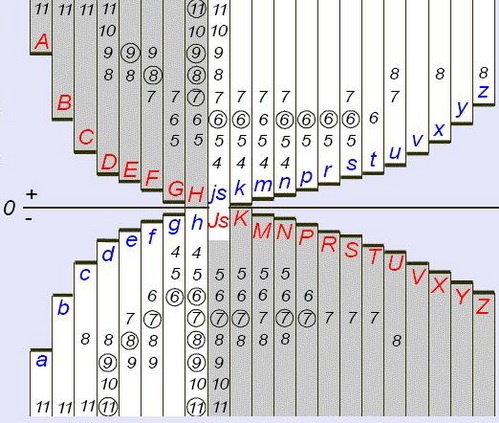 11 11 11 11 ⑪ 11
10 10 10
A
9 ⑨ 9 ⑨ 9
8 8 ⑧ ⑧ 8 8 8 8
z
7 7 ⑦ 7 7 7 7 7 7
B y
6 6 ⑥ ⑥ 6 ⑥ ⑥ ⑥ ⑥ 6
C x
5 5 5 5 5 5 5 5 5
v
D E F 4 4 4 4 p r s t u
G H js k m n
+
0
-
g h Js K M N P R S T U V X Y Z
d e f
4 4
c
5 5 5 5 5 5
6 ⑥ ⑥ 6 6 6 6 6
b
7 ⑦ ⑦ ⑦ ⑦ 7 ⑦ ⑦ 7 7 7
8 8 ⑧ 8 ⑧ 8 8 8 8 8
a
⑨ 9 9 ⑨ 9
10 10 10
11 11 11 ⑪ ⑪ 11